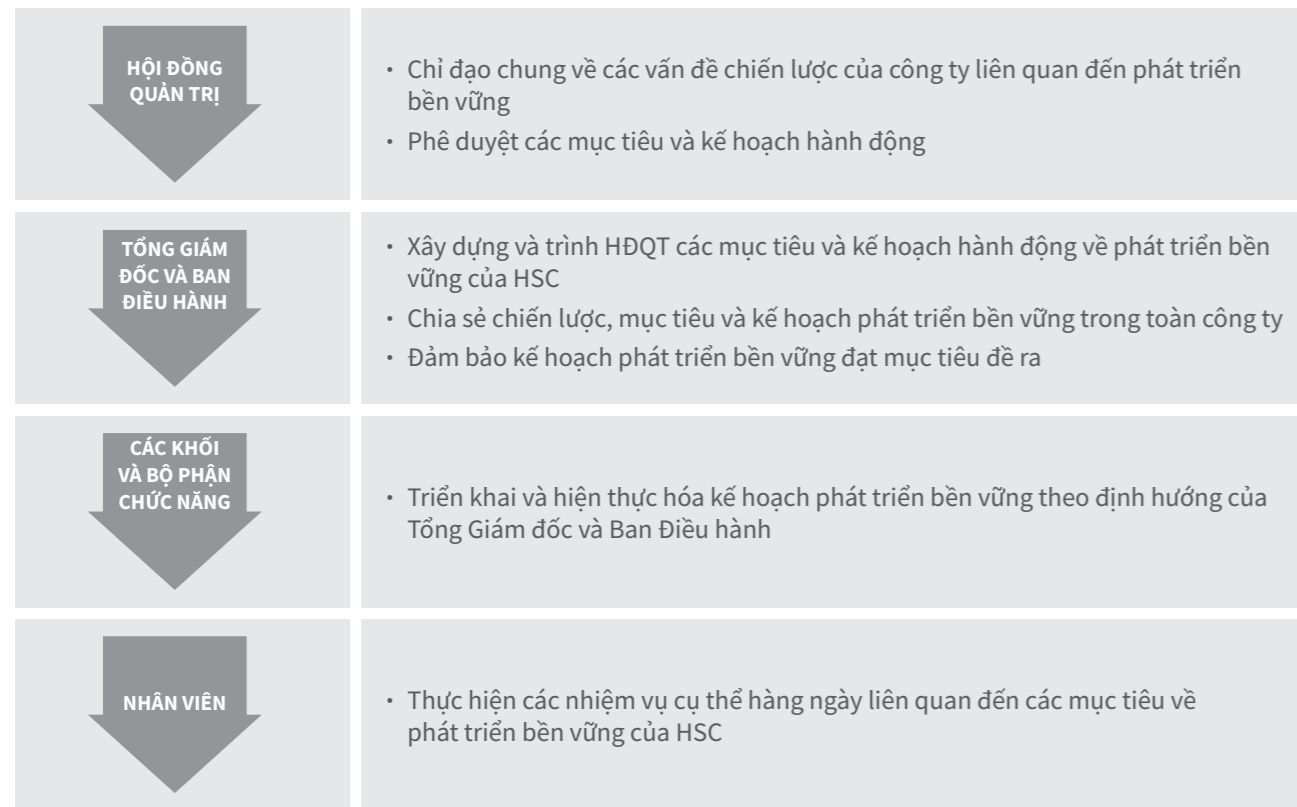 HỘI ĐỒNG
QUẢN TRỊ
• Chỉ đạo chung về các vấn đề chiến lược của công ty liên quan đến phát triển
bền vững
• Phê duyệt các mục tiêu và kế hoạch hành động
TỔNG GIÁM
ĐỐC VÀ BAN
ĐIỀU HÀNH
• Xây dựng và trình HĐQT các mục tiêu và kế hoạch hành động về phát triển bền
vững của HSC
• Chia sẻ chiến lược, mục tiêu và kế hoạch phát triển bền vững trong toàn công ty
• Đảm bảo kế hoạch phát triển bền vững đạt mục tiêu đề ra
CÁC KHỐI
VÀ BỘ PHẬN
CHỨC NĂNG
• Triển khai và hiện thực hóa kế hoạch phát triển bền vững theo định hướng của
Tổng Giám đốc và Ban Điều hành
NHÂN VIÊN
• Thực hiện các nhiệm vụ cụ thể hàng ngày liên quan đến các mục tiêu về
phát triển bền vững của HSC